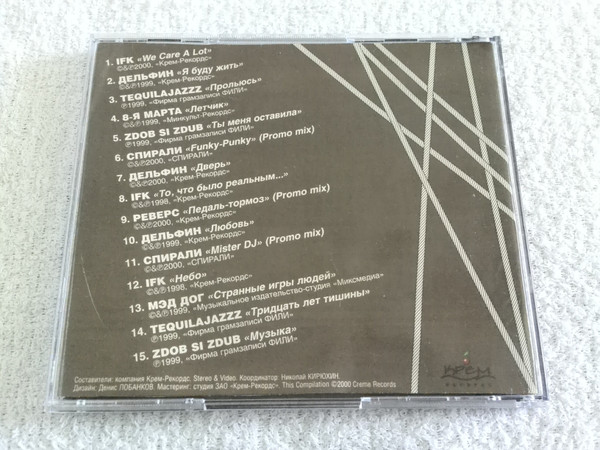 1. IFK «We Care A Lot»
©&℗2000, «Крем-Рекордс»
2. ДЕЛЬФИН «Я буду жить»
©&℗1999, «Крем-Рекордс»
3. TEQUILAJAZZZ «Прольюсь»
℗1999, «Фирма грамзаписи ФИЛИ»
4. 8-Я МАРТА «Летчик»
©&℗1999, «Минкульт-Рекордс»
5. ZDOB SI ZDUB «Ты меня оставила»
℗1999, «Фирма грамзаписи ФИЛИ»
6. СПИРАЛИ «Funky-Punky» (Promo mix)
©&℗2000, «СПИРАЛИ»
7. ДЕЛЬФИН «Дверь»
©&℗2000, «Крем-Рекордс»
8. IFK «То, что было реальным...»
©&℗1998, «Крем-Рекордс»
9. РЕВЕРС «Педаль-тормоз» (Promo mix)
©&℗2000, «Крем-Рекордс»
10. ДЕЛЬФИН «Любовь»
©&℗1999, «Крем-Рекордс»
11. СПИРАЛИ «Mister DJ» (Promo mix)
©&℗2000, «СПИРАЛИ»
12. IFK «Небо»
©&℗1998, «Крем-Рекордс»
13. МЭД ДОГ «Странные игры людей»
℗1999, «Музыкальное издательство-студия «Миксмедиа»
14. TEQUILAJAZZZ «Тридцать лет тишины»
℗1999, «Фирма грамзаписи ФИЛИ»
15. ZDOB SI ZDUB «Музыка»
℗1999, «Фирма грамзаписи ФИЛИ»
Составители: компания Крем-Рекордс, Stereo & Video. Координатор: Николай КИРЮХИН.
Дизайн: Денис ЛОБАНКОВ. Мастеринг: студия ЗАО «Крем-Рекордс». This Compilation ©2000 Creme Records
крем
рекордс